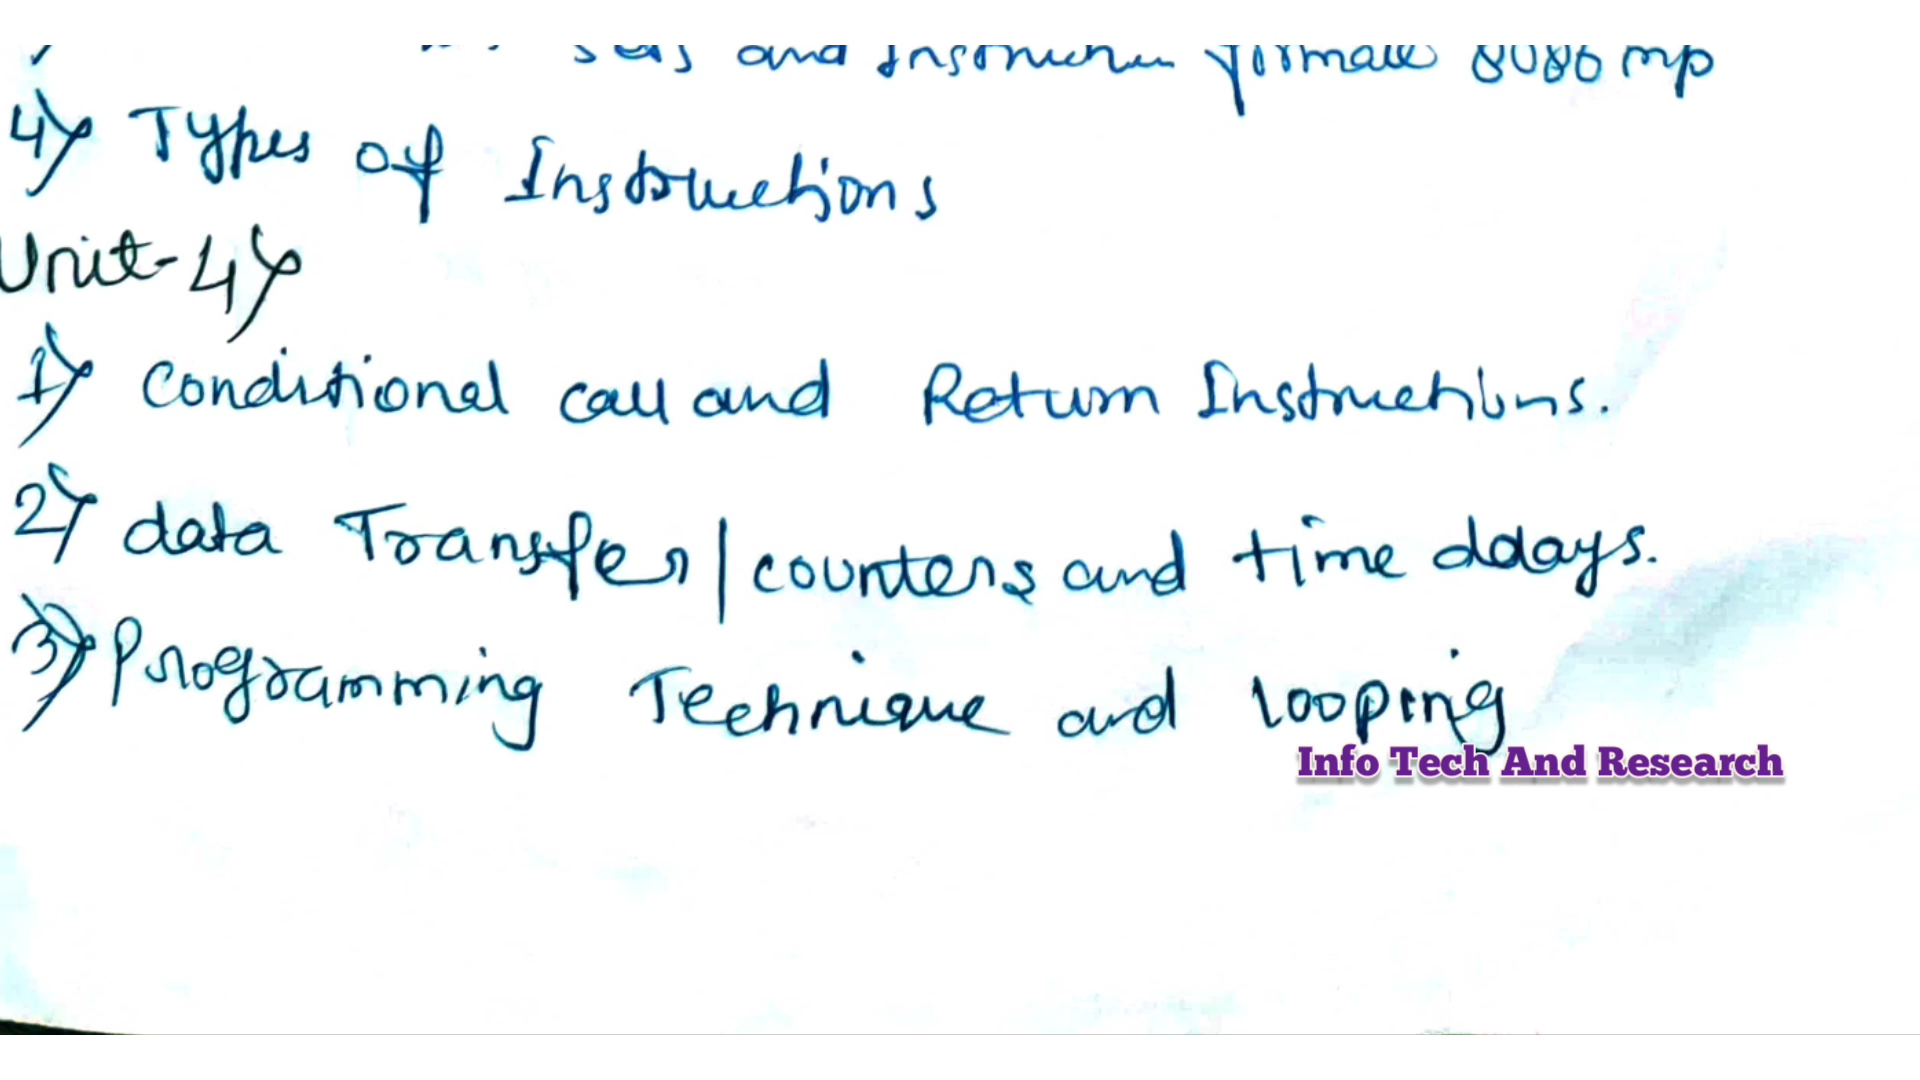 sets and Instruction formate 8086 mp
4) Types of Instructions
Unit-4)
1) Conditional call and Return Instructions.
2) data Transfer/counters and time delays.
3) Programming Technique and looping
Info Tech And Research